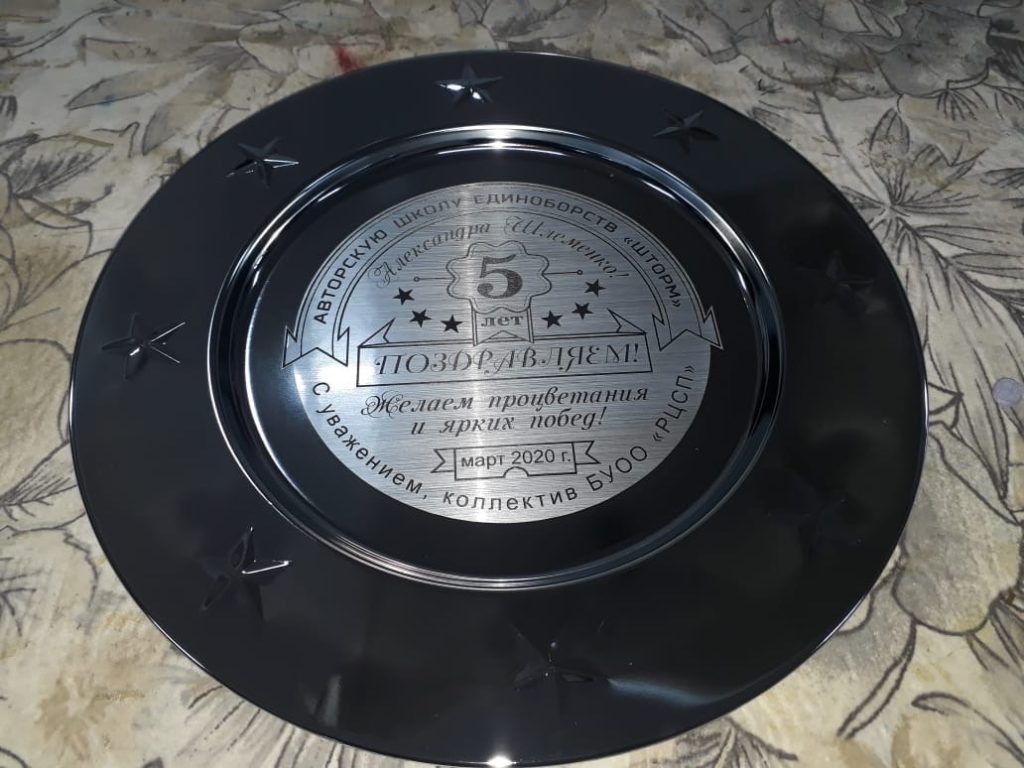 АВТОРСКУЮ ШКОЛУ ЕДИНОБОРСТВ «ШТОРМ»
Александра Шлеменко!
5
лет
ПОЗДРАВЛЯЕМ!
Желаем процветания
и ярких побед!
март 2020 г.
С уважением, коллектив БУОО «РЦСП»